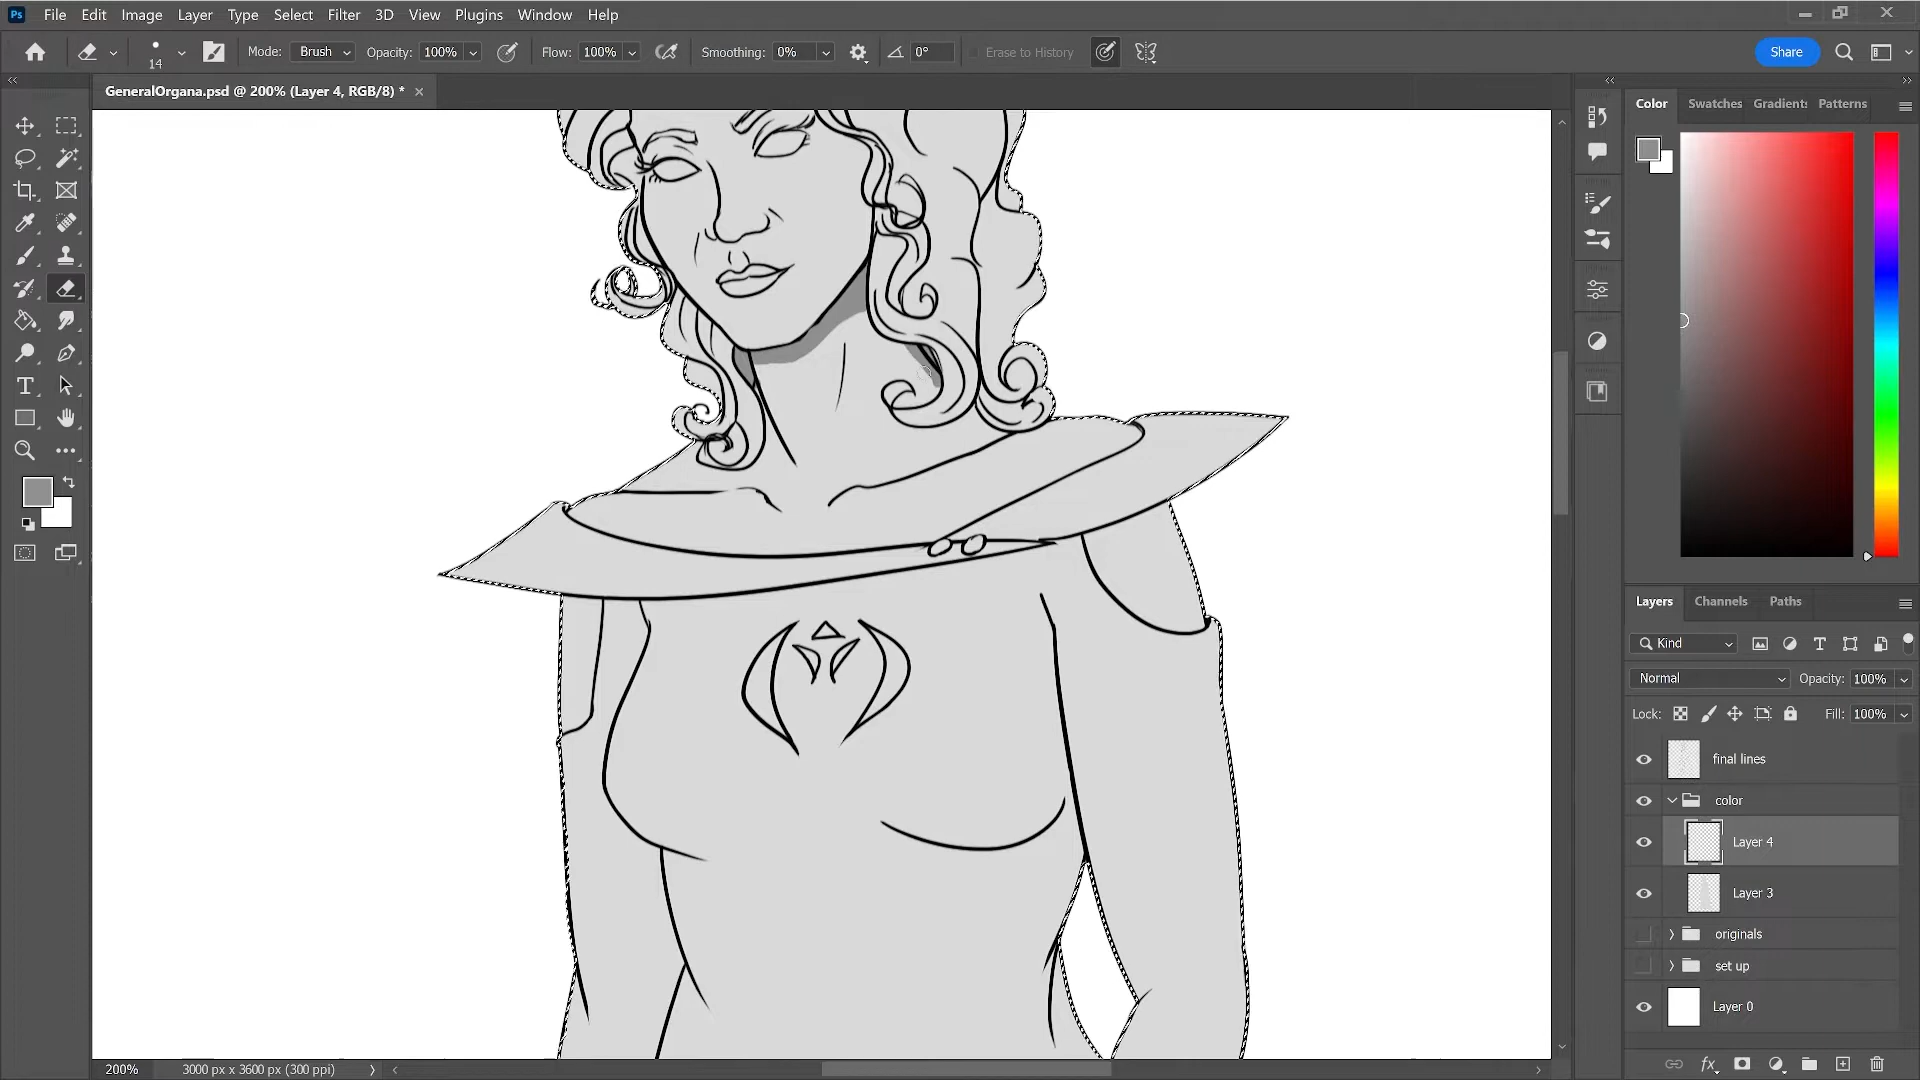 Ps File Edit Image Layer Type Select Filter 3D View Plugins Window Help
14 Mode: Brush Opacity: 100% Flow: 100% Smoothing: 0% 0° Erase to History Share
GeneralOrgana.psd @ 200% (Layer 4, RGB/8) *
Color Swatches Gradients Patterns
Layers Channels Paths
Kind
Normal Opacity: 100%
Lock: Fill: 100%
final lines
color
Layer 4
Layer 3
originals
set up
Layer 0
200% 3000 px x 3600 px (300 ppi)